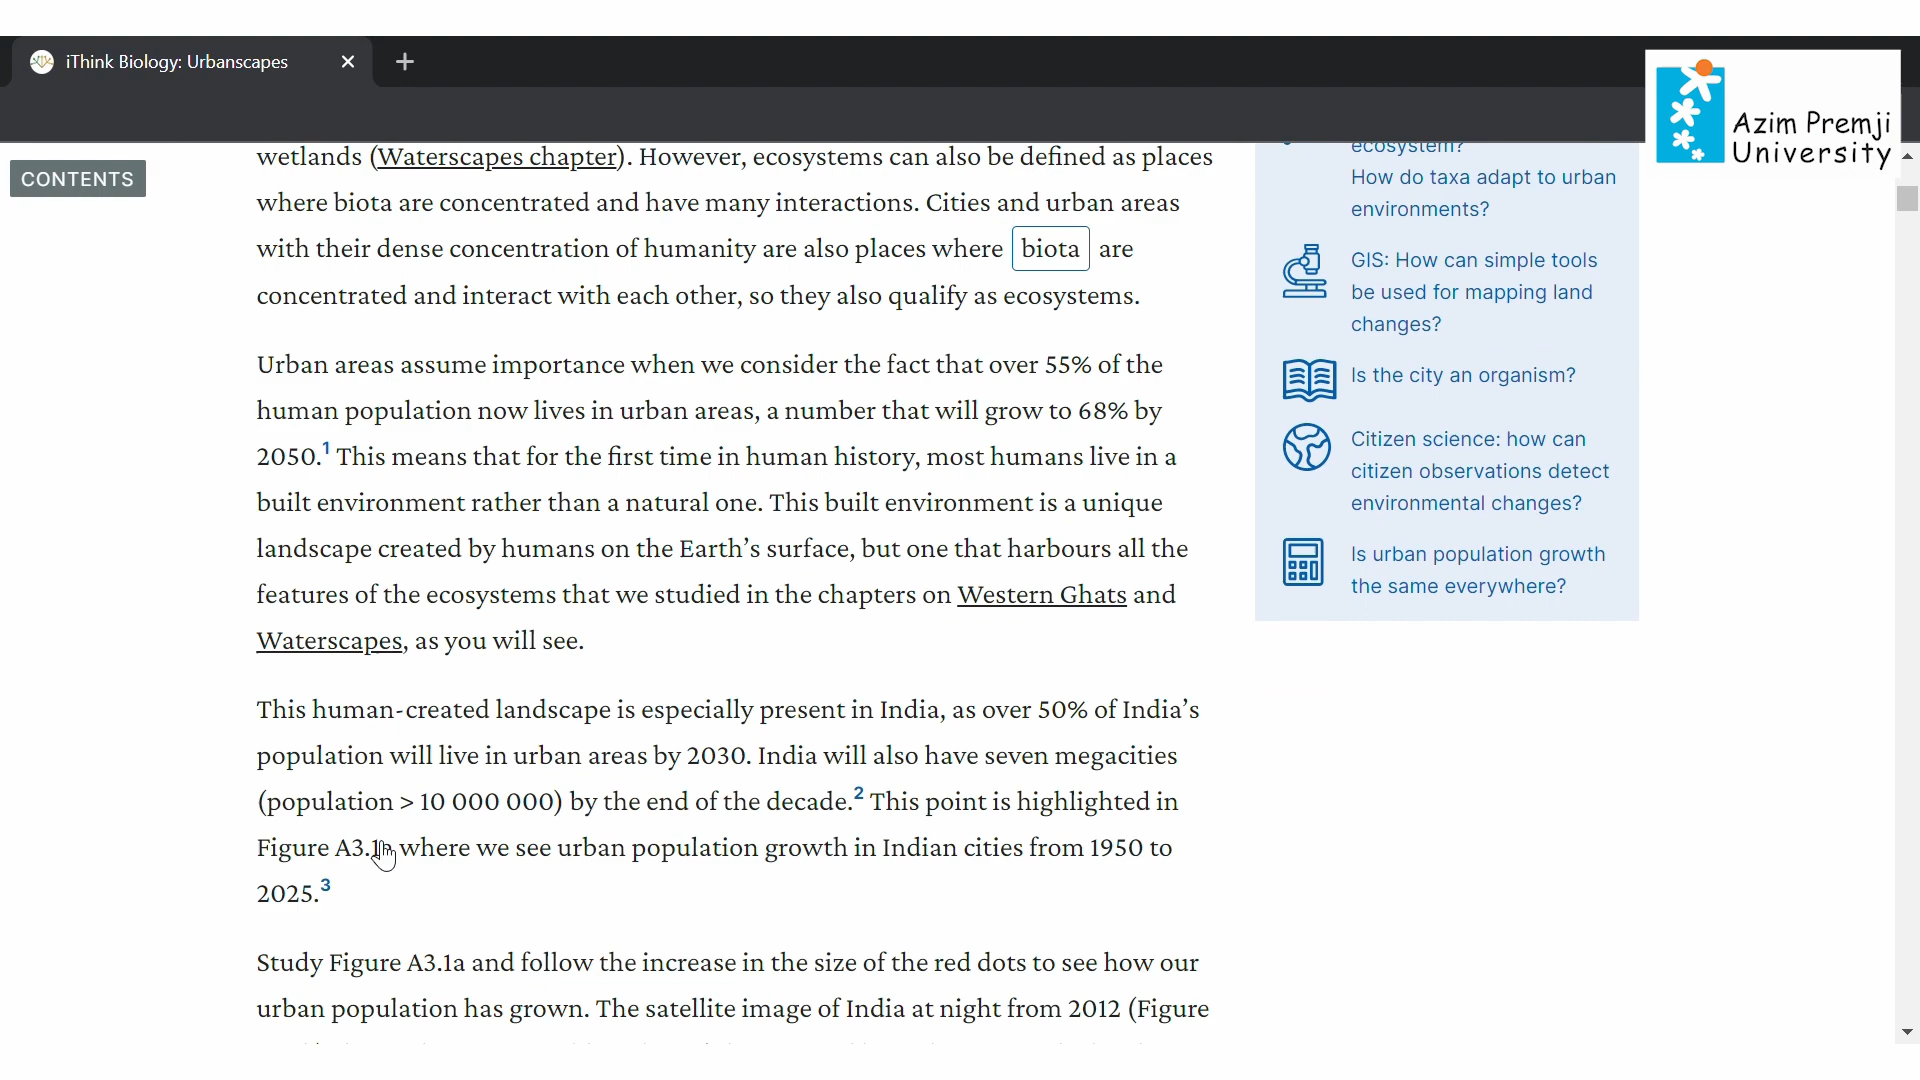 iThink Biology: Urbanscapes
Azim Premji
University
CONTENTS
wetlands (Waterscapes chapter). However, ecosystems can also be defined as places
where biota are concentrated and have many interactions. Cities and urban areas
with their dense concentration of humanity are also places where biota are
concentrated and interact with each other, so they also qualify as ecosystems.
Urban areas assume importance when we consider the fact that over 55% of the
human population now lives in urban areas, a number that will grow to 68% by
2050.1 This means that for the first time in human history, most humans live in a
built environment rather than a natural one. This built environment is a unique
landscape created by humans on the Earth’s surface, but one that harbours all the
features of the ecosystems that we studied in the chapters on Western Ghats and
Waterscapes, as you will see.
This human-created landscape is especially present in India, as over 50% of India’s
population will live in urban areas by 2030. India will also have seven megacities
(population > 10 000 000) by the end of the decade.2 This point is highlighted in
Figure where we see urban population growth in Indian cities from 1950 to
2025.3
Study Figure A3.1a and follow the increase in the size of the red dots to see how our
urban population has grown. The satellite image of India at night from 2012 (Figure
ecosystem?
How do taxa adapt to urban
environments?
GIS: How can simple tools
be used for mapping land
changes?
Is the city an organism?
Citizen science: how can
citizen observations detect
environmental changes?
Is urban population growth
the same everywhere?